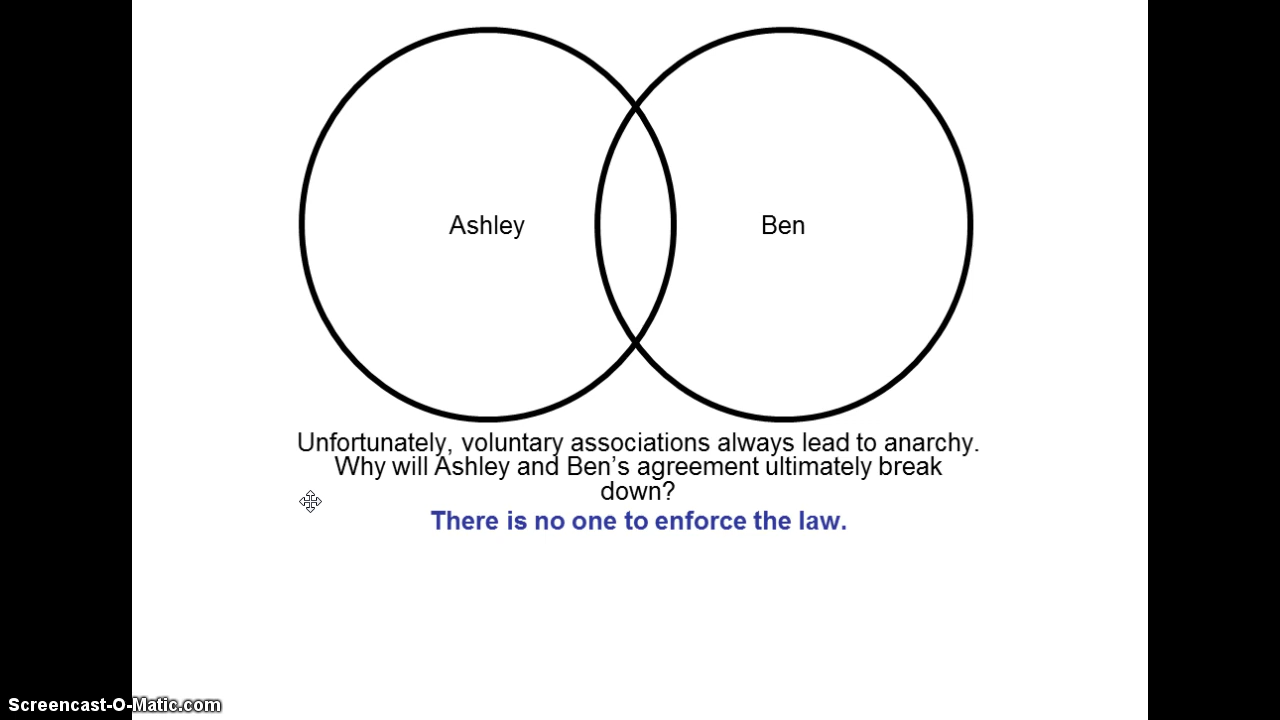 Ashley
Ben
Unfortunately, voluntary associations always lead to anarchy.
Why will Ashley and Ben’s agreement ultimately break
down?
There is no one to enforce the law.
Screencast-O-Matic.com